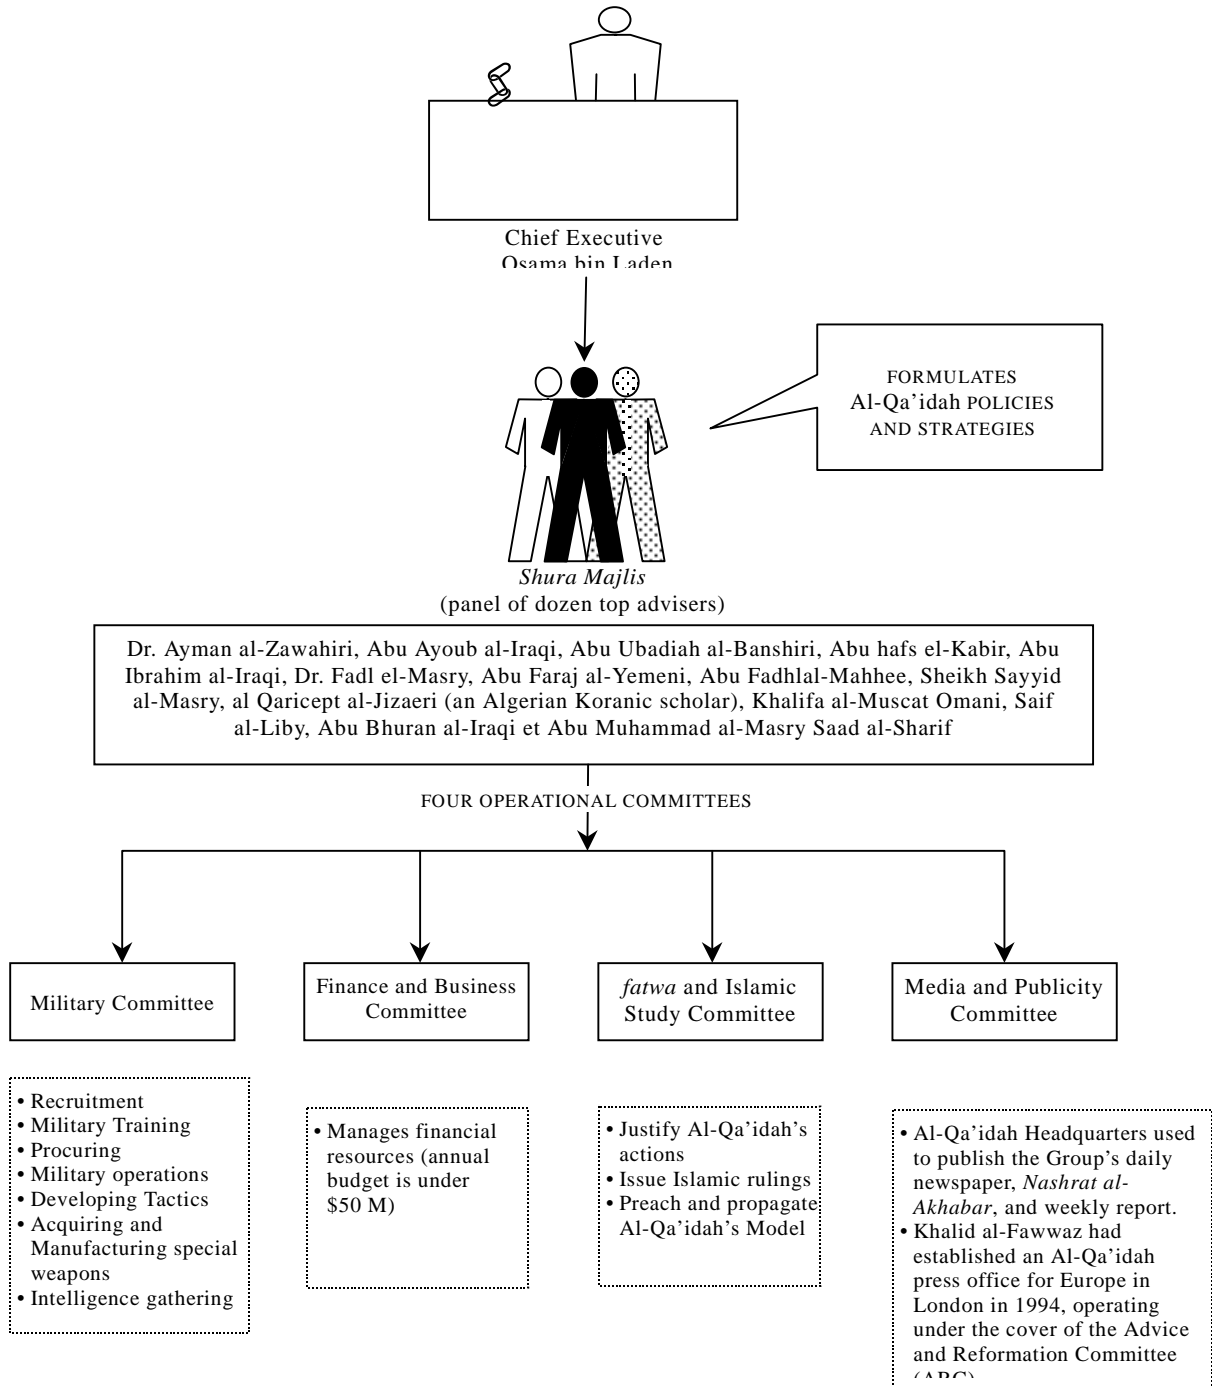 Chief Executive
Osama bin Laden
FORMULATES
Al-Qa’idah POLICIES
AND STRATEGIES
Shura Majlis
(panel of dozen top advisers)
Dr. Ayman al-Zawahiri, Abu Ayoub al-Iraqi, Abu Ubadiah al-Banshiri, Abu hafs el-Kabir, Abu
Ibrahim al-Iraqi, Dr. Fadl el-Masry, Abu Faraj al-Yemeni, Abu Fadhlal-Mahhee, Sheikh Sayyid
al-Masry, al Qaricept al-Jizaeri (an Algerian Koranic scholar), Khalifa al-Muscat Omani, Saif
al-Liby, Abu Bhuran al-Iraqi et Abu Muhammad al-Masry Saad al-Sharif
FOUR OPERATIONAL COMMITTEES
Military Committee
Finance and Business
Committee
fatwa and Islamic
Study Committee
Media and Publicity
Committee
• Recruitment
• Military Training
• Procuring
• Military operations
• Developing Tactics
• Acquiring and
Manufacturing special
weapons
• Intelligence gathering
• Manages financial
resources (annual
budget is under
$50 M)
• Justify Al-Qa’idah’s
actions
• Issue Islamic rulings
• Preach and propagate
Al-Qa’idah’s Model
• Al-Qa’idah Headquarters used
to publish the Group’s daily
newspaper, Nashrat al-
Akhabar, and weekly report.
• Khalid al-Fawwaz had
established an Al-Qa’idah
press office for Europe in
London in 1994, operating
under the cover of the Advice
and Reformation Committee
(ARC)